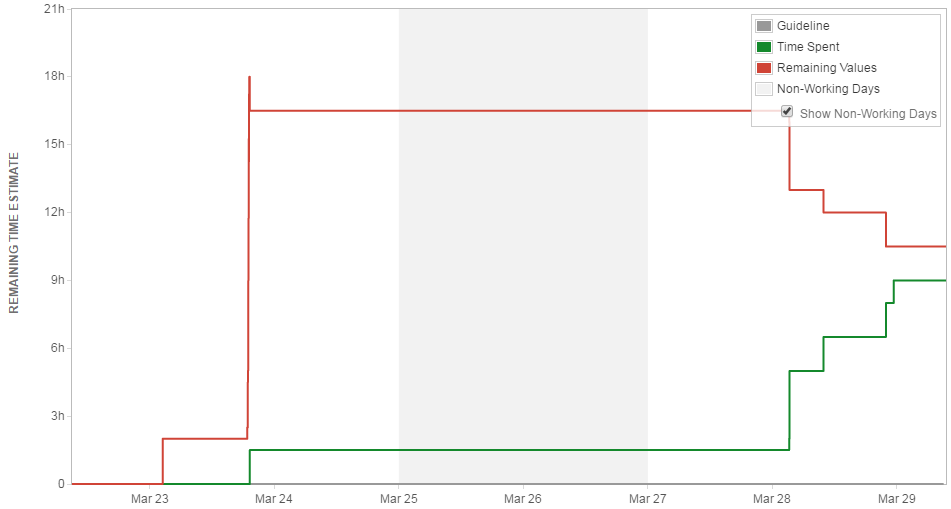 21h
18h
15h
12h
9h
6h
3h
0
REMAINING TIME ESTIMATE
Guideline
Time Spent
Remaining Values
Non-Working Days
Show Non-Working Days
Mar 23 Mar 24 Mar 25 Mar 26 Mar 27 Mar 28 Mar 29